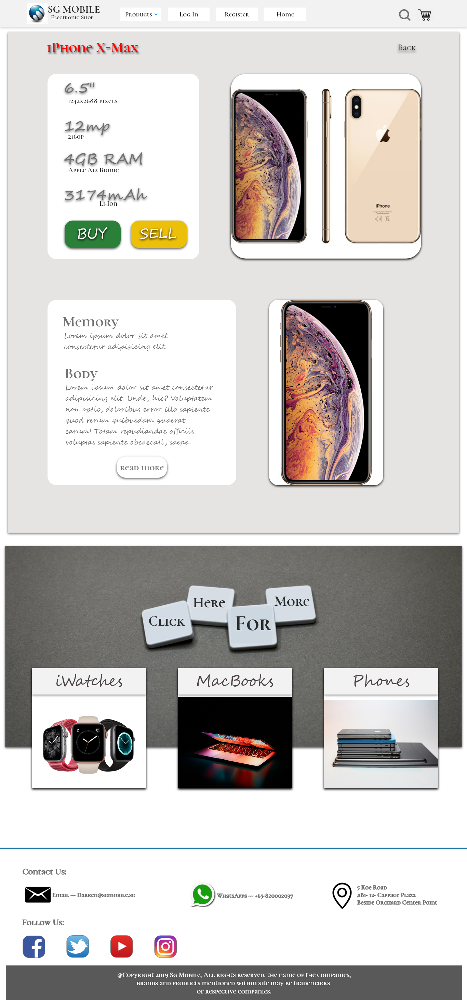 SG MOBILE
Electronic Shop
Products
Log-In
Register
Home
iPhone X-Max
Back
6.5"
1242x2688 pixels
12mp
2160p
4GB RAM
Apple A12 Bionic
3174mAh
Li-Ion
BUY
SELL
iPhone
Memory
Lorem ipsum dolor sit amet
consectetur adipisicing elit.
Body
Lorem ipsum dolor sit amet consectetur
adipisicing elit. Unde, hic? Voluptatem
non optio, doloribus error illo sapiente
quod rerum quibusdam quaerat
earum! Totam repudiandae officiis
voluptas sapiente obcaecati, saepe.
read more
Click
Here
For
More
iWatches
MacBooks
Phones
Contact Us:
Email -- Darren@sgmobile.sg
WhatsApps --- +65-820002037
5 Koe Road
#B1- 12- Cappage Plaza
Beside Orchard Center Point
Follow Us:
@Copyright 2019 Sg Mobile, All rights reserved. the name of the companies,
brands and products mentioned within site may be trademarks
of respective companies.